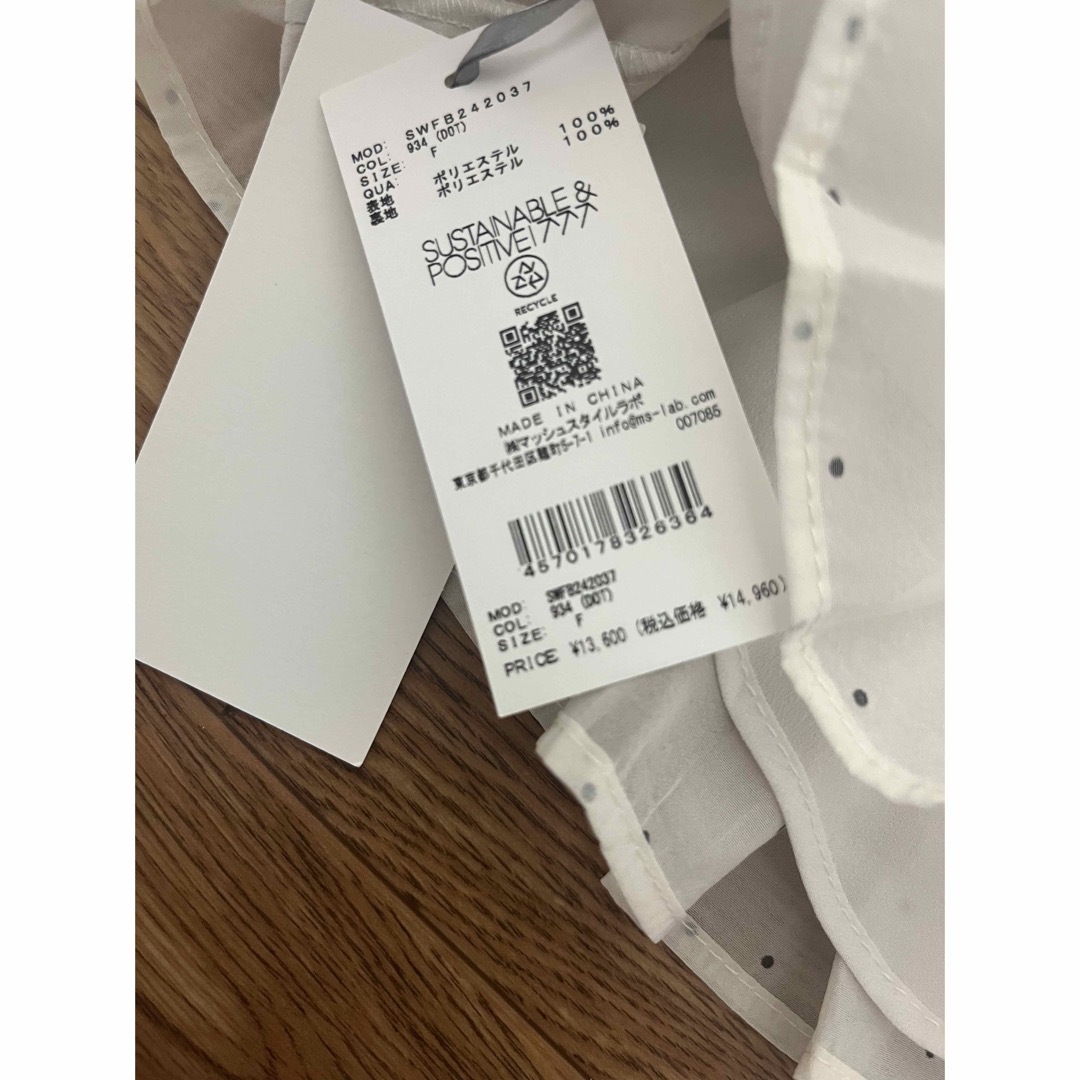 MOD: SWFB242037
COL: 934 (DOT)
SIZE: F
QUA:
表地 ポリエステル 100%
裏地 ポリエステル 100%
SUSTAINABLE &
POSITIVE! ↗↗↗
RECYCLE
MADE IN CHINA
㈱マッシュスタイルラボ
東京都千代田区麹町5-7-1 info@ms-lab.com
007085
4570178326364
MOD: SWFB242037
COL: 934 (DOT)
SIZE: F
PRICE ¥13,600 (税込価格 ¥14,960)